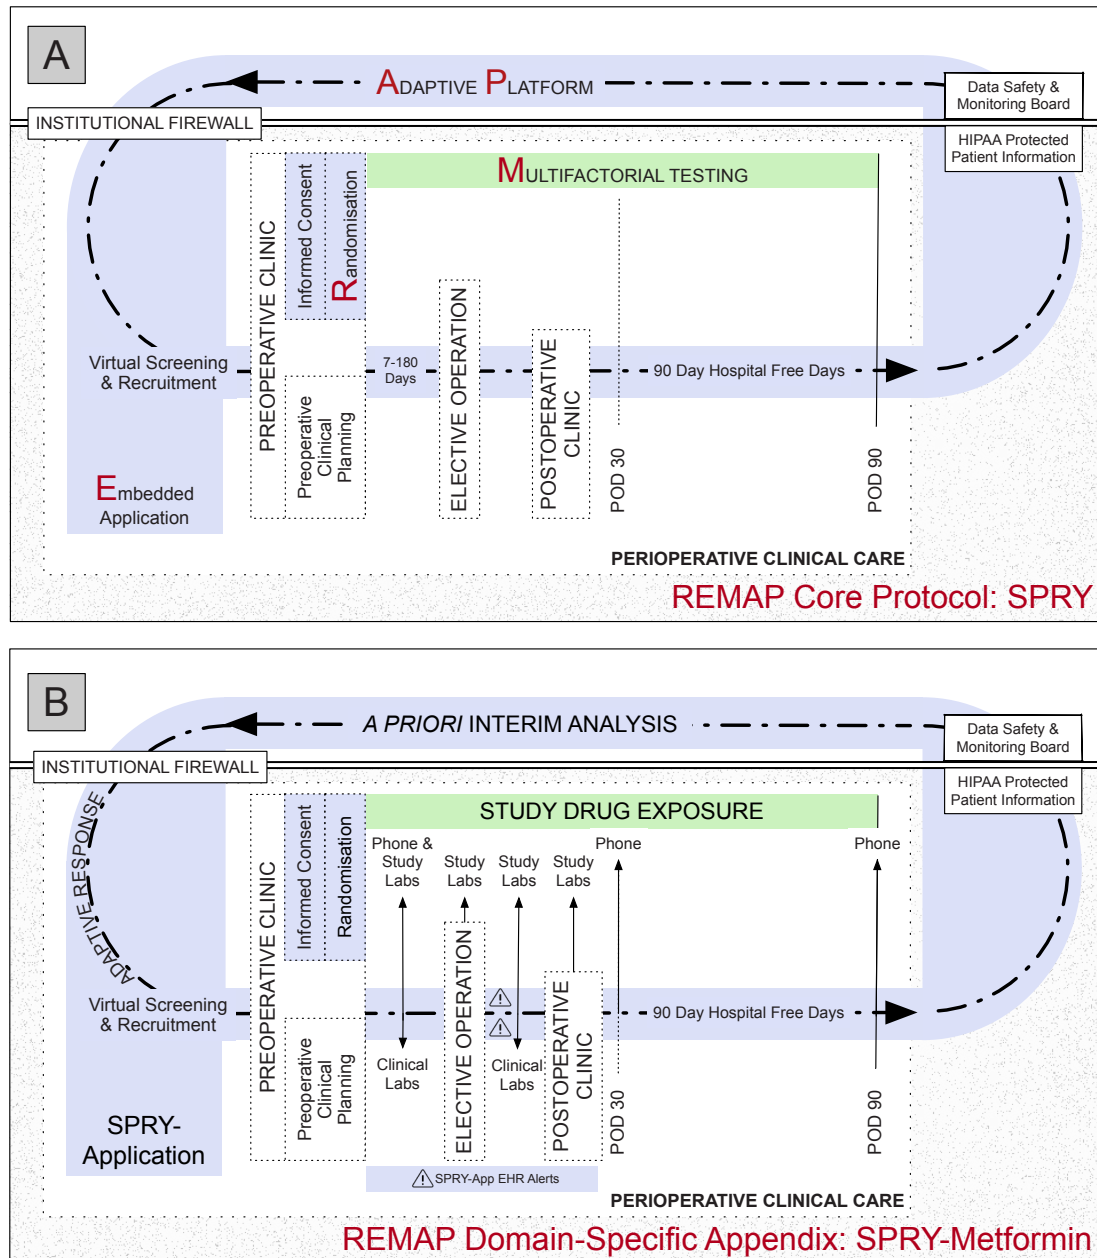 A
ADAPTIVE PLATFORM
Data Safety &
Monitoring Board
INSTITUTIONAL FIREWALL
HIPAA Protected
Patient Information
MULTIFACTORIAL TESTING
PREOPERATIVE CLINIC
Informed Consent
Randomisation
Virtual Screening
& Recruitment
7-180
Days
90 Day Hospital Free Days
Preoperative
Clinical
Planning
ELECTIVE OPERATION
POSTOPERATIVE
CLINIC
POD 30
POD 90
Embedded
Application
PERIOPERATIVE CLINICAL CARE
REMAP Core Protocol: SPRY
B
A PRIORI INTERIM ANALYSIS
Data Safety &
Monitoring Board
INSTITUTIONAL FIREWALL
HIPAA Protected
Patient Information
ADAPTIVE RESPONSE
STUDY DRUG EXPOSURE
PREOPERATIVE CLINIC
Informed Consent
Randomisation
Phone &
Study
Labs
Study
Labs
Study
Labs
Study
Labs
Phone
Phone
Virtual Screening
& Recruitment
90 Day Hospital Free Days
Preoperative
Clinical
Planning
Clinical
Labs
ELECTIVE OPERATION
Clinical
Labs
POSTOPERATIVE
CLINIC
POD 30
POD 90
SPRY-
Application
SPRY-App EHR Alerts
PERIOPERATIVE CLINICAL CARE
REMAP Domain-Specific Appendix: SPRY-Metformin